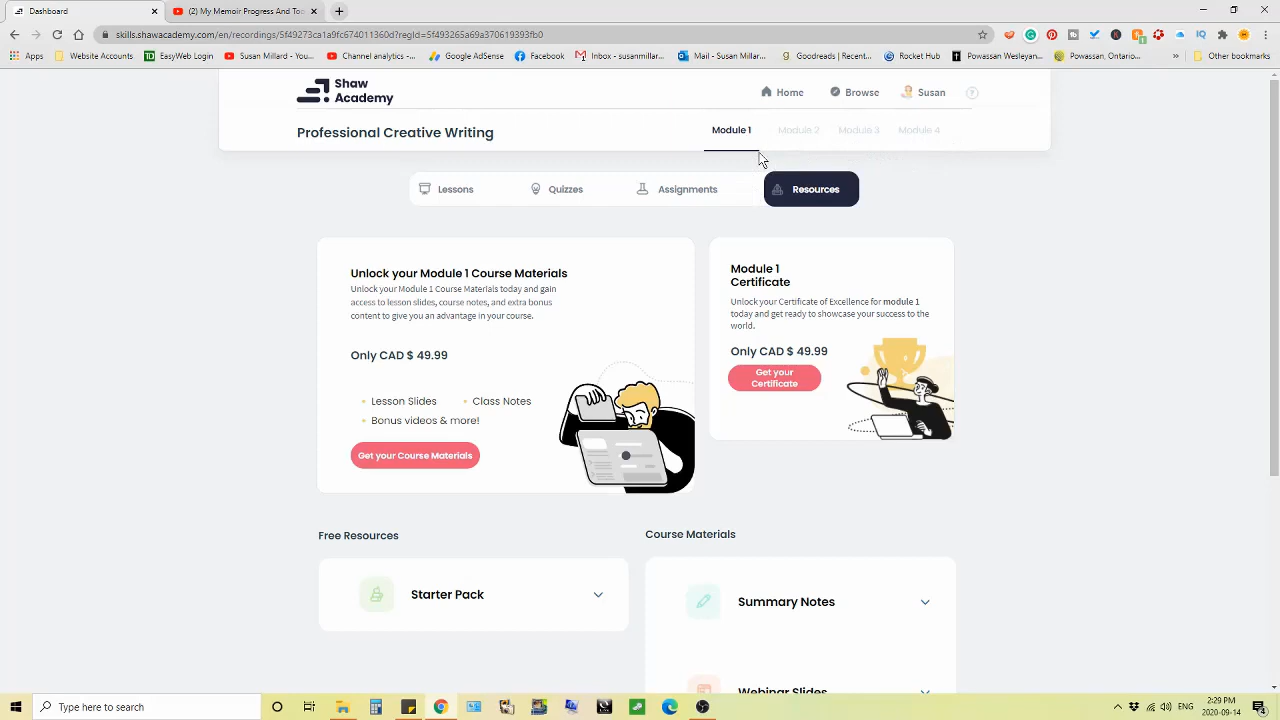 Dashboard
(2) My Memoir Progress And Too
skills.shawacademy.com/en/recordings/5f49273ca1a9fc674011360d?regId=5f493265a69a370619393fb0
Apps
Website Accounts
EasyWeb Login
Susan Millard...
Channel analytics...
Google AdSense
Facebook
susanmillar...
Mail - Susan Millar...
Goodreads | Recent...
Rocket Hub
Powassan Wesleyan...
Powassan, Ontario...
»
Other bookmarks
Shaw
Academy
Home
Browse
Susan
?
Professional Creative Writing
Module 1
Module 2
Module 3
Module 4
Lessons
Quizzes
Assignments
Resources
Unlock your Module 1 Course Materials
Unlock your Module 1 Course Materials today and gain
access to lesson slides, course notes, and extra bonus
content to give you an advantage in your course.
Only CAD $ 49.99
Lesson Slides
Class Notes
Bonus videos & more!
Get your Course Materials
Module 1
Certificate
Unlock your Certificate of Excellence for module 1
today and get ready to showcase your success to the
world.
Only CAD $ 49.99
Get your
Certificate
Free Resources
Starter Pack
Course Materials
Summary Notes
Webinar Slides
Type here to search
ENG
2:29 PM
2020-09-14